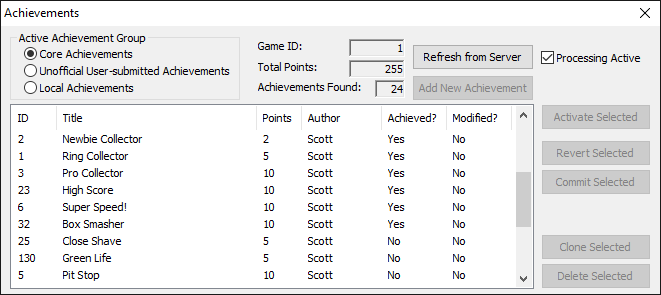 Achievements
Active Achievement Group
Core Achievements
Unofficial User-submitted Achievements
Local Achievements
Game ID: 1
Total Points: 255
Achievements Found: 24
Refresh from Server
Add New Achievement
Processing Active
ID Title Points Author Achieved? Modified?
2 Newbie Collector 2 Scott Yes No
1 Ring Collector 5 Scott Yes No
3 Pro Collector 10 Scott Yes No
23 High Score 10 Scott Yes No
6 Super Speed! 10 Scott Yes No
32 Box Smasher 10 Scott Yes No
25 Close Shave 5 Scott No No
130 Green Life 5 Scott No No
5 Pit Stop 10 Scott No No
Activate Selected
Revert Selected
Commit Selected
Clone Selected
Delete Selected